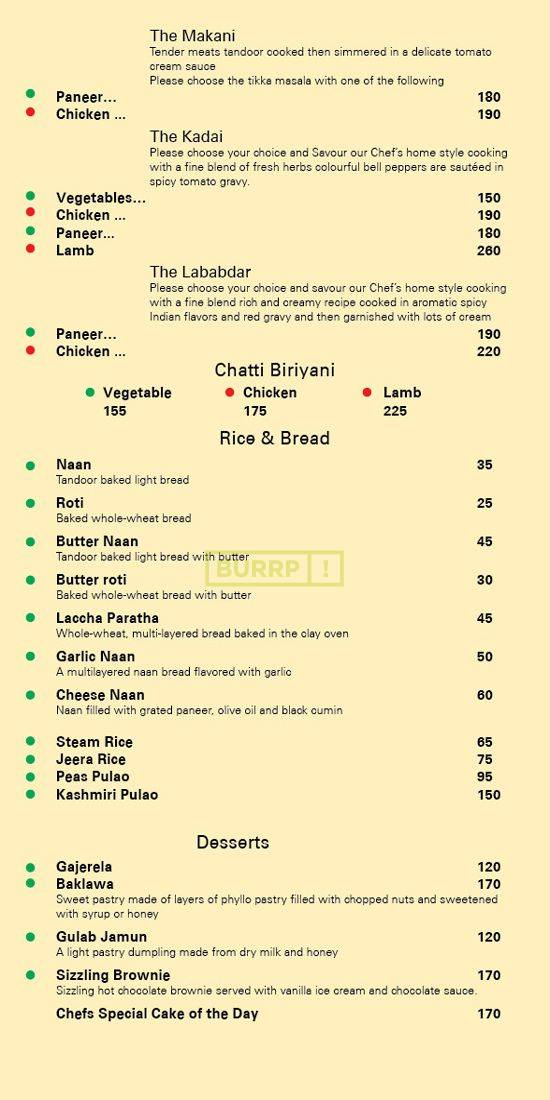 The Makani
Tender meats tandoor cooked then simmered in a delicate tomato
cream sauce
Please choose the tikka masala with one of the following
Paneer... 180
Chicken ... 190
The Kadai
Please choose your choice and Savour our Chef's home style cooking
with a fine blend of fresh herbs colourful bell peppers are sautéed in
spicy tomato gravy.
Vegetables... 150
Chicken ... 190
Paneer... 180
Lamb 260
The Lababdar
Please choose your choice and savour our Chef's home style cooking
with a fine blend rich and creamy recipe cooked in aromatic spicy
Indian flavors and red gravy and then garnished with lots of cream
Paneer... 190
Chicken ... 220
Chatti Biriyani
Vegetable Chicken Lamb
155 175 225
Rice & Bread
Naan 35
Tandoor baked light bread
Roti 25
Baked whole-wheat bread
Butter Naan 45
Tandoor baked light bread with butter
BURRP !
Butter roti 30
Baked whole-wheat bread with butter
Laccha Paratha 45
Whole-wheat, multi-layered bread baked in the clay oven
Garlic Naan 50
A multilayered naan bread flavored with garlic
Cheese Naan 60
Naan filled with grated paneer, olive oil and black cumin
Steam Rice 65
Jeera Rice 75
Peas Pulao 95
Kashmiri Pulao 150
Desserts
Gajerela 120
Baklawa 170
Sweet pastry made of layers of phyllo pastry filled with chopped nuts and sweetened
with syrup or honey
Gulab Jamun 120
A light pastry dumpling made from dry milk and honey
Sizzling Brownie 170
Sizling hot chocolate brownie served with vanilla ice cream and chocolate sauce.
Chefs Special Cake of the Day 170